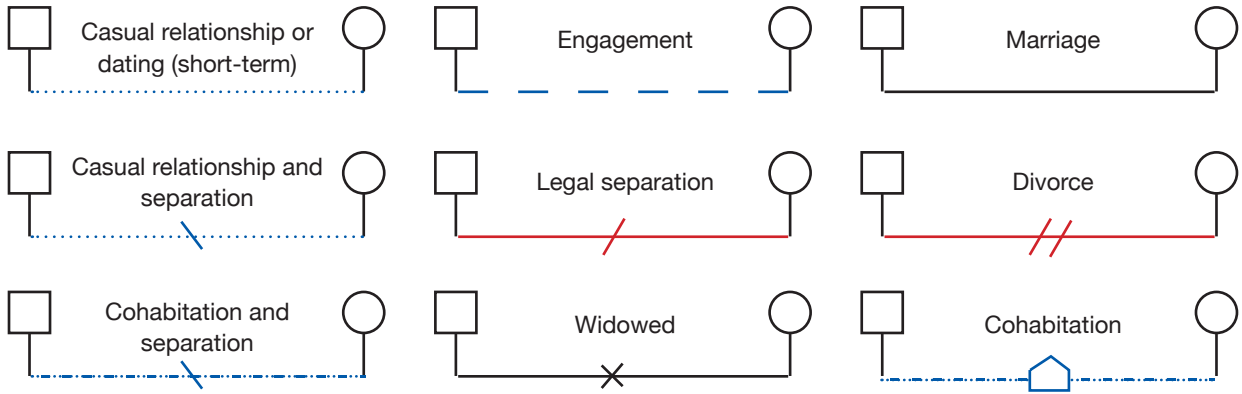 Casual relationship or
dating (short-term)
Engagement
Marriage
Casual relationship and
separation
Legal separation
Divorce
Cohabitation and
separation
Widowed
Cohabitation